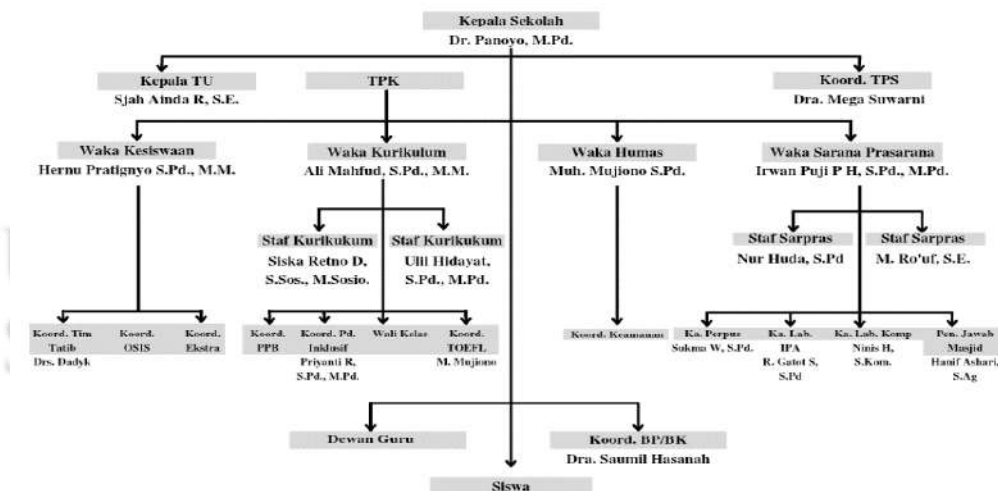 Kepala Sekolah
Dr. Panoyo, M.Pd.
Kepala TU
Sjah Ainda R, S.E.
TPK
Koord. TPS
Dra. Mega Suwarni
Waka Kesiswaan
Hernu Pratignyo S.Pd., M.M.
Waka Kurikulum
Ali Mahfud, S.Pd., M.M.
Waka Humas
Muh. Mujiono S.Pd.
Waka Sarana Prasarana
Irwan Puji P H, S.Pd., M.Pd.
Staf Kurikukum
Siska Retno D,
S.Sos., M.Sosio.
Staf Kurikukum
Ulil Hidayat,
S.Pd., M.Pd.
Staf Sarpras
Nur Huda, S.Pd
Staf Sarpras
M. Ro'uf, S.E.
Koord. Tim
Tatib
Drs. Dadyk
Koord.
OSIS
Koord.
Ekstra
Koord.
PPB
Koord. Pd.
Inklusif
Priyanti R,
S.Pd., M.Pd.
Wali Kelas
Koord.
TOEFL
M. Mujiono
Koord. Keamanan
Ka. Perpus
Sukma W, S.Pd.
Ka. Lab.
IPA
R. Gatot S,
S.Pd
Ka. Lab. Komp
Ninis H,
S.Kom.
Pen. Jawab
Masjid
Hanif Ashari,
S.Ag
Dewan Guru
Koord. BP/BK
Dra. Saumil Hasanah
Siswa